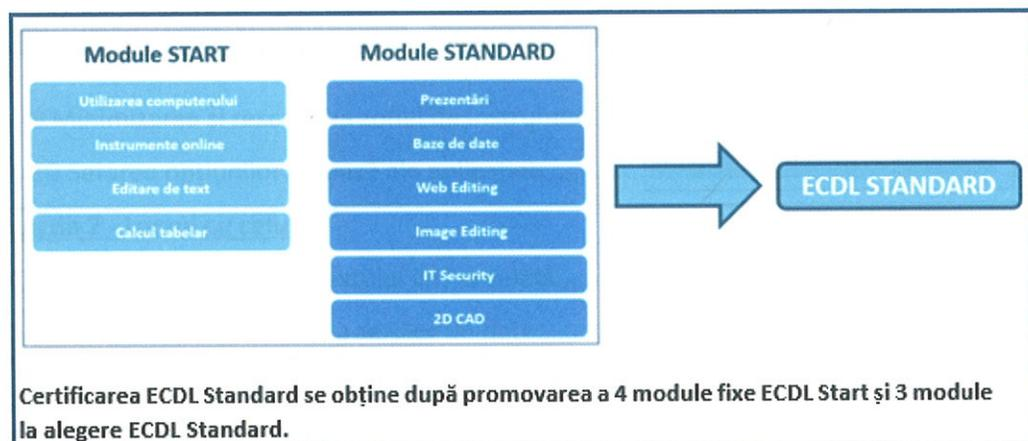 Module START
Utilizarea computerului
Instrumente online
Editare de text
Calcul tabelar
Module STANDARD
Prezentări
Baze de date
Web Editing
Image Editing
IT Security
2D CAD
ECDL STANDARD
Certificarea ECDL Standard se obține după promovarea a 4 module fixe ECDL Start și 3 module
la alegere ECDL Standard.